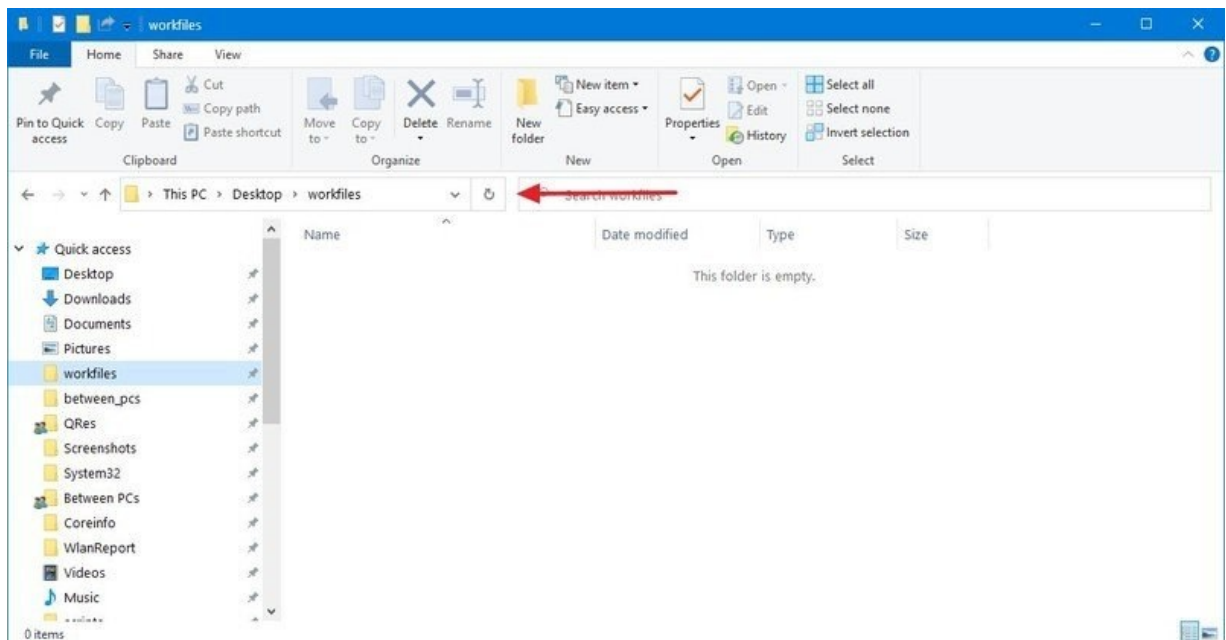 workfiles
File Home Share View
Pin to Quick access
Copy
Paste
Cut
Copy path
Paste shortcut
Clipboard
Move to
Copy to
Delete
Rename
Organize
New folder
New item
Easy access
New
Properties
Open
Edit
History
Open
Select all
Select none
Invert selection
Select
This PC > Desktop > workfiles
Search workfiles
Name Date modified Type Size
This folder is empty.
Quick access
Desktop
Downloads
Documents
Pictures
workfiles
between_pcs
QRes
Screenshots
System32
Between PCs
Coreinfo
WlanReport
Videos
Music
0 items